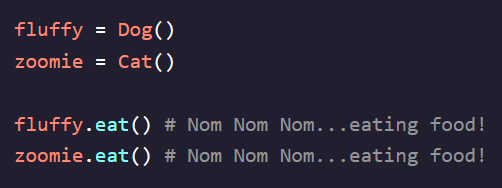 fluffy = Dog()
zoomie = Cat()
fluffy.eat() # Nom Nom Nom...eating food!
zoomie.eat() # Nom Nom Nom...eating food!